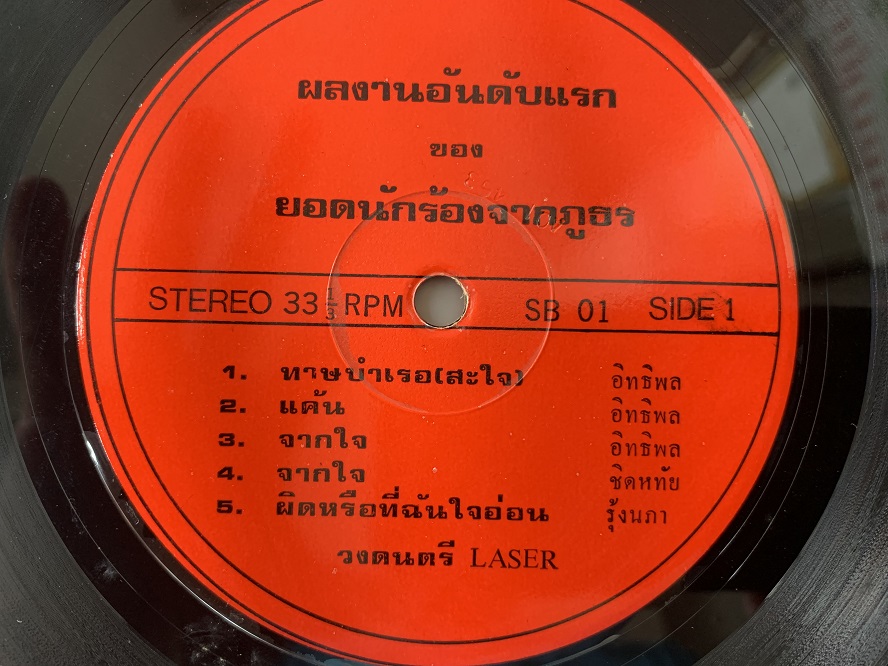 ผลงานอันดับแรก
ของ
ยอดนักร้องจากภูธร
STEREO 33 1/3 RPM SB 01 SIDE 1
1. ทาษบำเรอ(สะใจ) อิทธิพล
2. แค้น อิทธิพล
3. จากใจ อิทธิพล
4. จากใจ ชิดหทัย
5. ผิดหรือที่ฉันใจอ่อน รุ้งนภา
วงดนตรี LASER